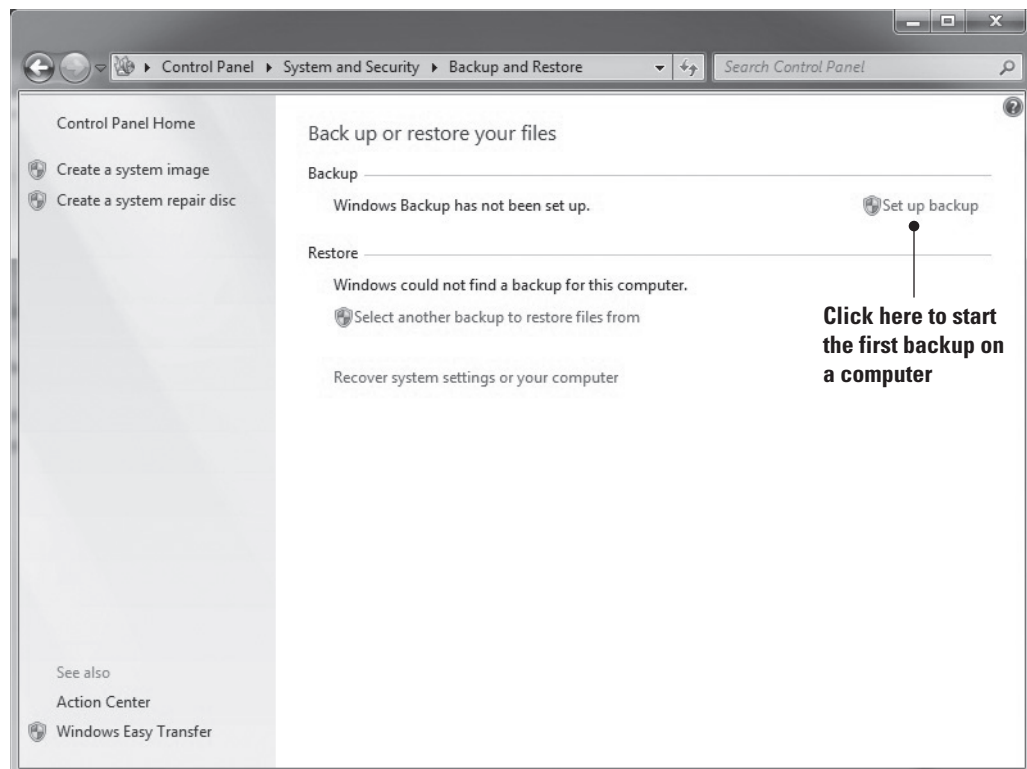 Control Panel ▸ System and Security ▸ Backup and Restore
Search Control Panel
Control Panel Home
Create a system image
Create a system repair disc
Back up or restore your files
Backup
Windows Backup has not been set up.
Set up backup
Restore
Windows could not find a backup for this computer.
Select another backup to restore files from
Recover system settings or your computer
Click here to start
the first backup on
a computer
See also
Action Center
Windows Easy Transfer